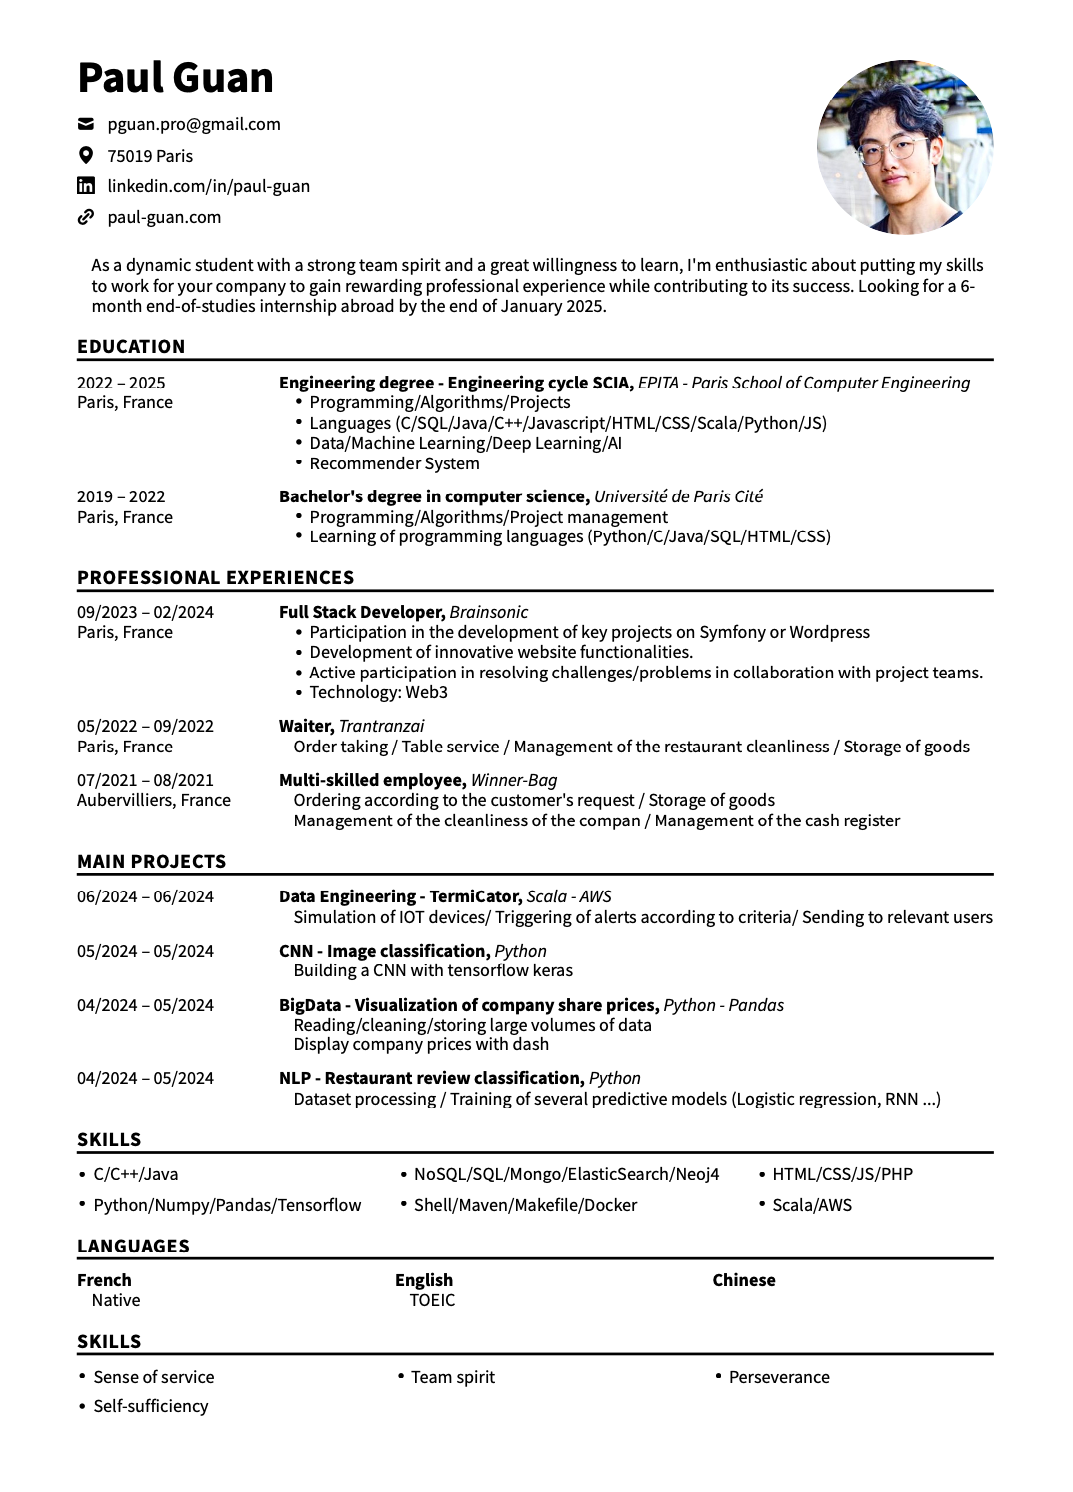 Paul Guan
pguan.pro@gmail.com
75019 Paris
linkedin.com/in/paul-guan
paul-guan.com
As a dynamic student with a strong team spirit and a great willingness to learn, I'm enthusiastic about putting my skills
to work for your company to gain rewarding professional experience while contributing to its success. Looking for a 6-
month end-of-studies internship abroad by the end of January 2025.
EDUCATION
2022 – 2025 Engineering degree - Engineering cycle SCIA, EPITA - Paris School of Computer Engineering
Paris, France • Programming/Algorithms/Projects
• Languages (C/SQL/Java/C++/Javascript/HTML/CSS/Scala/Python/JS)
• Data/Machine Learning/Deep Learning/AI
• Recommender System
2019 – 2022 Bachelor's degree in computer science, Université de Paris Cité
Paris, France • Programming/Algorithms/Project management
• Learning of programming languages (Python/C/Java/SQL/HTML/CSS)
PROFESSIONAL EXPERIENCES
09/2023 – 02/2024 Full Stack Developer, Brainsonic
Paris, France • Participation in the development of key projects on Symfony or Wordpress
• Development of innovative website functionalities.
• Active participation in resolving challenges/problems in collaboration with project teams.
• Technology: Web3
05/2022 – 09/2022 Waiter, Trantranzai
Paris, France Order taking / Table service / Management of the restaurant cleanliness / Storage of goods
07/2021 – 08/2021 Multi-skilled employee, Winner-Bag
Aubervilliers, France Ordering according to the customer's request / Storage of goods
Management of the cleanliness of the compan / Management of the cash register
MAIN PROJECTS
06/2024 – 06/2024 Data Engineering - TermiCator, Scala - AWS
Simulation of IOT devices/ Triggering of alerts according to criteria/ Sending to relevant users
05/2024 – 05/2024 CNN - Image classification, Python
Building a CNN with tensorflow keras
04/2024 – 05/2024 BigData - Visualization of company share prices, Python - Pandas
Reading/cleaning/storing large volumes of data
Display company prices with dash
04/2024 – 05/2024 NLP - Restaurant review classification, Python
Dataset processing / Training of several predictive models (Logistic regression, RNN ...)
SKILLS
• C/C++/Java • NoSQL/SQL/Mongo/ElasticSearch/Neoj4 • HTML/CSS/JS/PHP
• Python/Numpy/Pandas/Tensorflow • Shell/Maven/Makefile/Docker • Scala/AWS
LANGUAGES
French English Chinese
Native TOEIC
SKILLS
• Sense of service • Team spirit • Perseverance
• Self-sufficiency